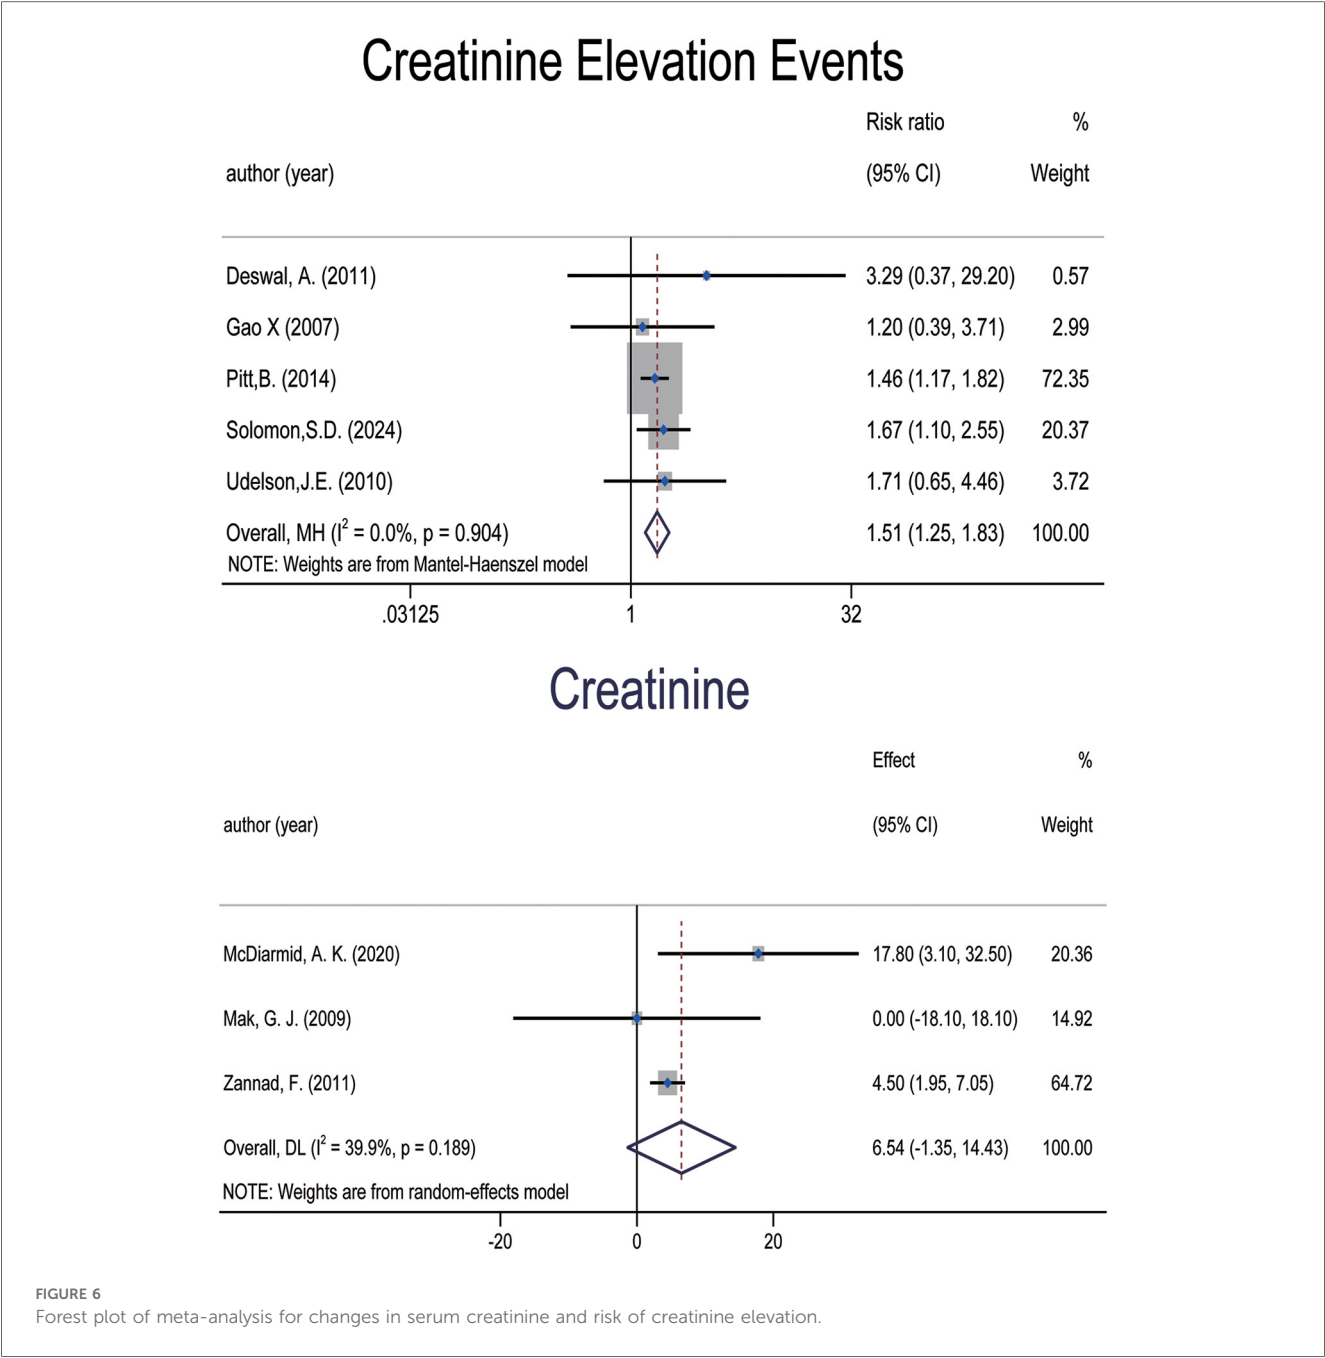 Creatinine Elevation Events
Risk ratio %
author (year) (95% CI) Weight
Deswal, A. (2011) 3.29 (0.37, 29.20) 0.57
Gao X (2007) 1.20 (0.39, 3.71) 2.99
Pitt,B. (2014) 1.46 (1.17, 1.82) 72.35
Solomon,S.D. (2024) 1.67 (1.10, 2.55) 20.37
Udelson,J.E. (2010) 1.71 (0.65, 4.46) 3.72
Overall, MH (I² = 0.0%, p = 0.904) 1.51 (1.25, 1.83) 100.00
NOTE: Weights are from Mantel-Haenszel model
.03125 1 32
Creatinine
Effect %
author (year) (95% CI) Weight
McDiarmid, A. K. (2020) 17.80 (3.10, 32.50) 20.36
Mak, G. J. (2009) 0.00 (-18.10, 18.10) 14.92
Zannad, F. (2011) 4.50 (1.95, 7.05) 64.72
Overall, DL (I² = 39.9%, p = 0.189) 6.54 (-1.35, 14.43) 100.00
NOTE: Weights are from random-effects model
-20 0 20
FIGURE 6
Forest plot of meta-analysis for changes in serum creatinine and risk of creatinine elevation.